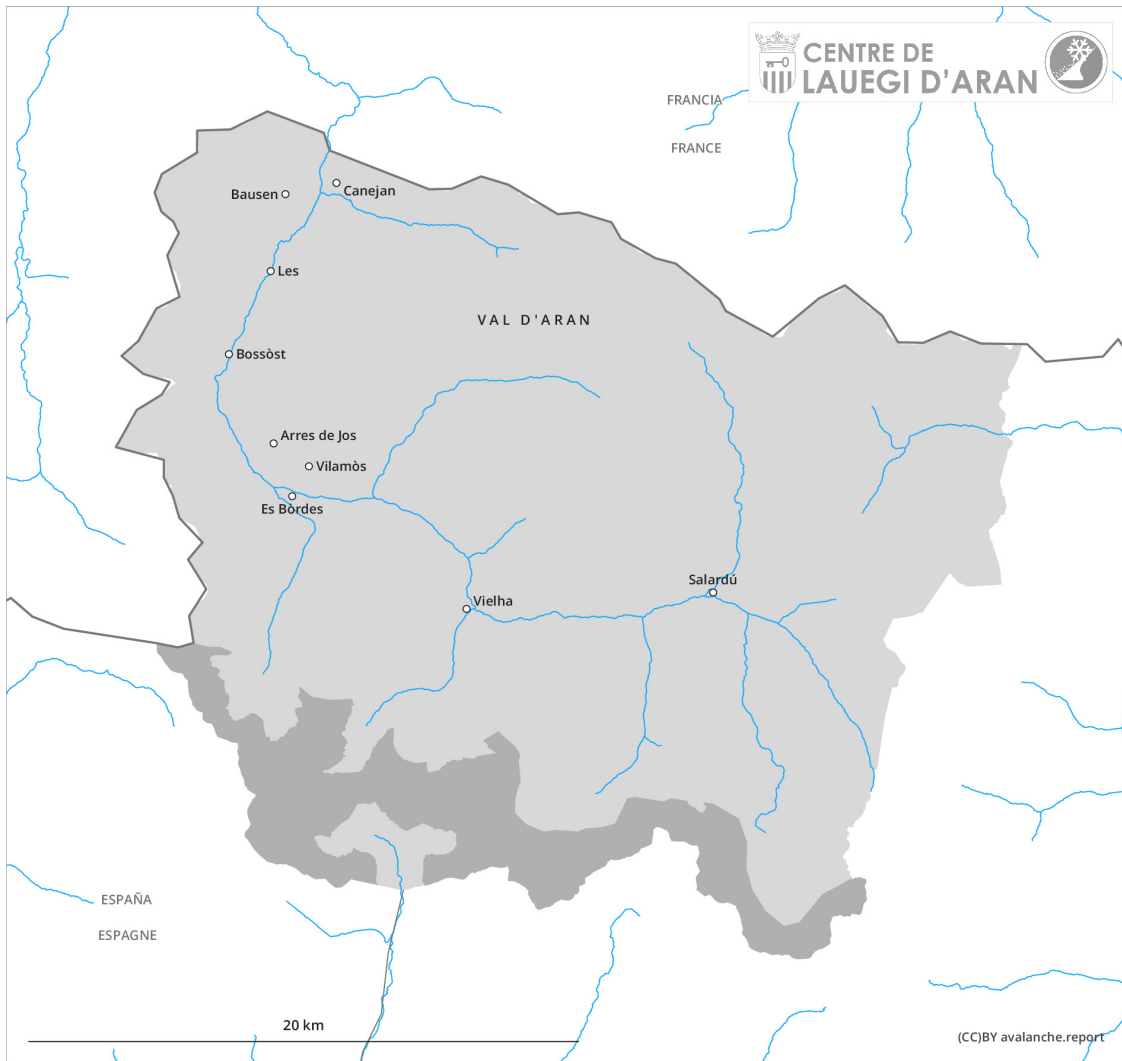 CENTRE DE
LAUEGI D'ARAN
FRANCIA
FRANCE
Bausen
Canejan
Les
VAL D'ARAN
Bossòst
Arres de Jos
Vilamòs
Es Bòrdes
Salardú
Vielha
ESPAÑA
ESPAGNE
20 km
(CC)BY avalanche.report